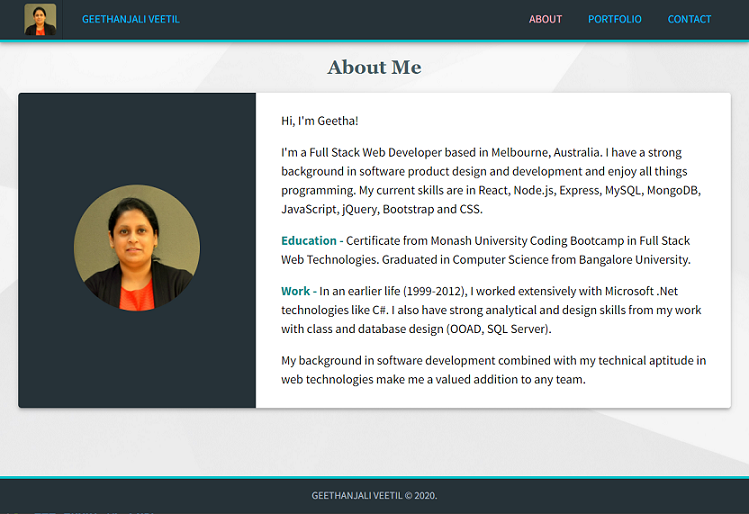 GEETHANJALI VEETIL
ABOUT PORTFOLIO CONTACT
About Me
Hi, I'm Geetha!
I'm a Full Stack Web Developer based in Melbourne, Australia. I have a strong
background in software product design and development and enjoy all things
programming. My current skills are in React, Node.js, Express, MySQL, MongoDB,
JavaScript, jQuery, Bootstrap and CSS.
Education - Certificate from Monash University Coding Bootcamp in Full Stack
Web Technologies. Graduated in Computer Science from Bangalore University.
Work - In an earlier life (1999-2012), I worked extensively with Microsoft .Net
technologies like C#. I also have strong analytical and design skills from my work
with class and database design (OOAD, SQL Server).
My background in software development combined with my technical aptitude in
web technologies make me a valued addition to any team.
GEETHANJALI VEETIL © 2020.